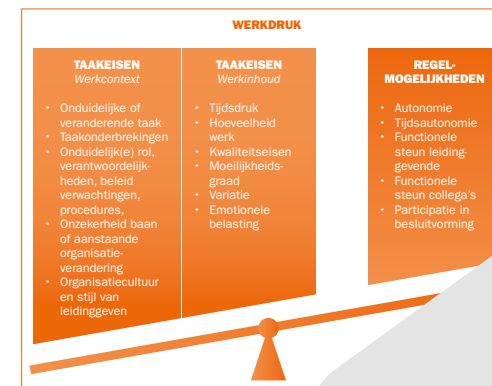 WERKDRUK
TAAKEISEN
Werkcontext
• Onduidelijke of
veranderende taak
• Taakonderbrekingen
• Onduidelijk(e) rol,
verantwoordelijk-
heden, beleid
verwachtingen,
procedures,
• Onzekerheid baan
of aanstaande
organisatie-
verandering
• Organisatiecultuur
en stijl van
leidinggeven
TAAKEISEN
Werkinhoud
• Tijdsdruk
• Hoeveelheid
werk
• Kwaliteitseisen
• Moeilijkheids-
graad
• Variatie
• Emotionele
belasting
REGEL-
MOGELIJKHEDEN
• Autonomie
• Tijdsautonomie
• Functionele
steun leiding-
gevende
• Functionele
steun collega's
• Participatie in
besluitvorming